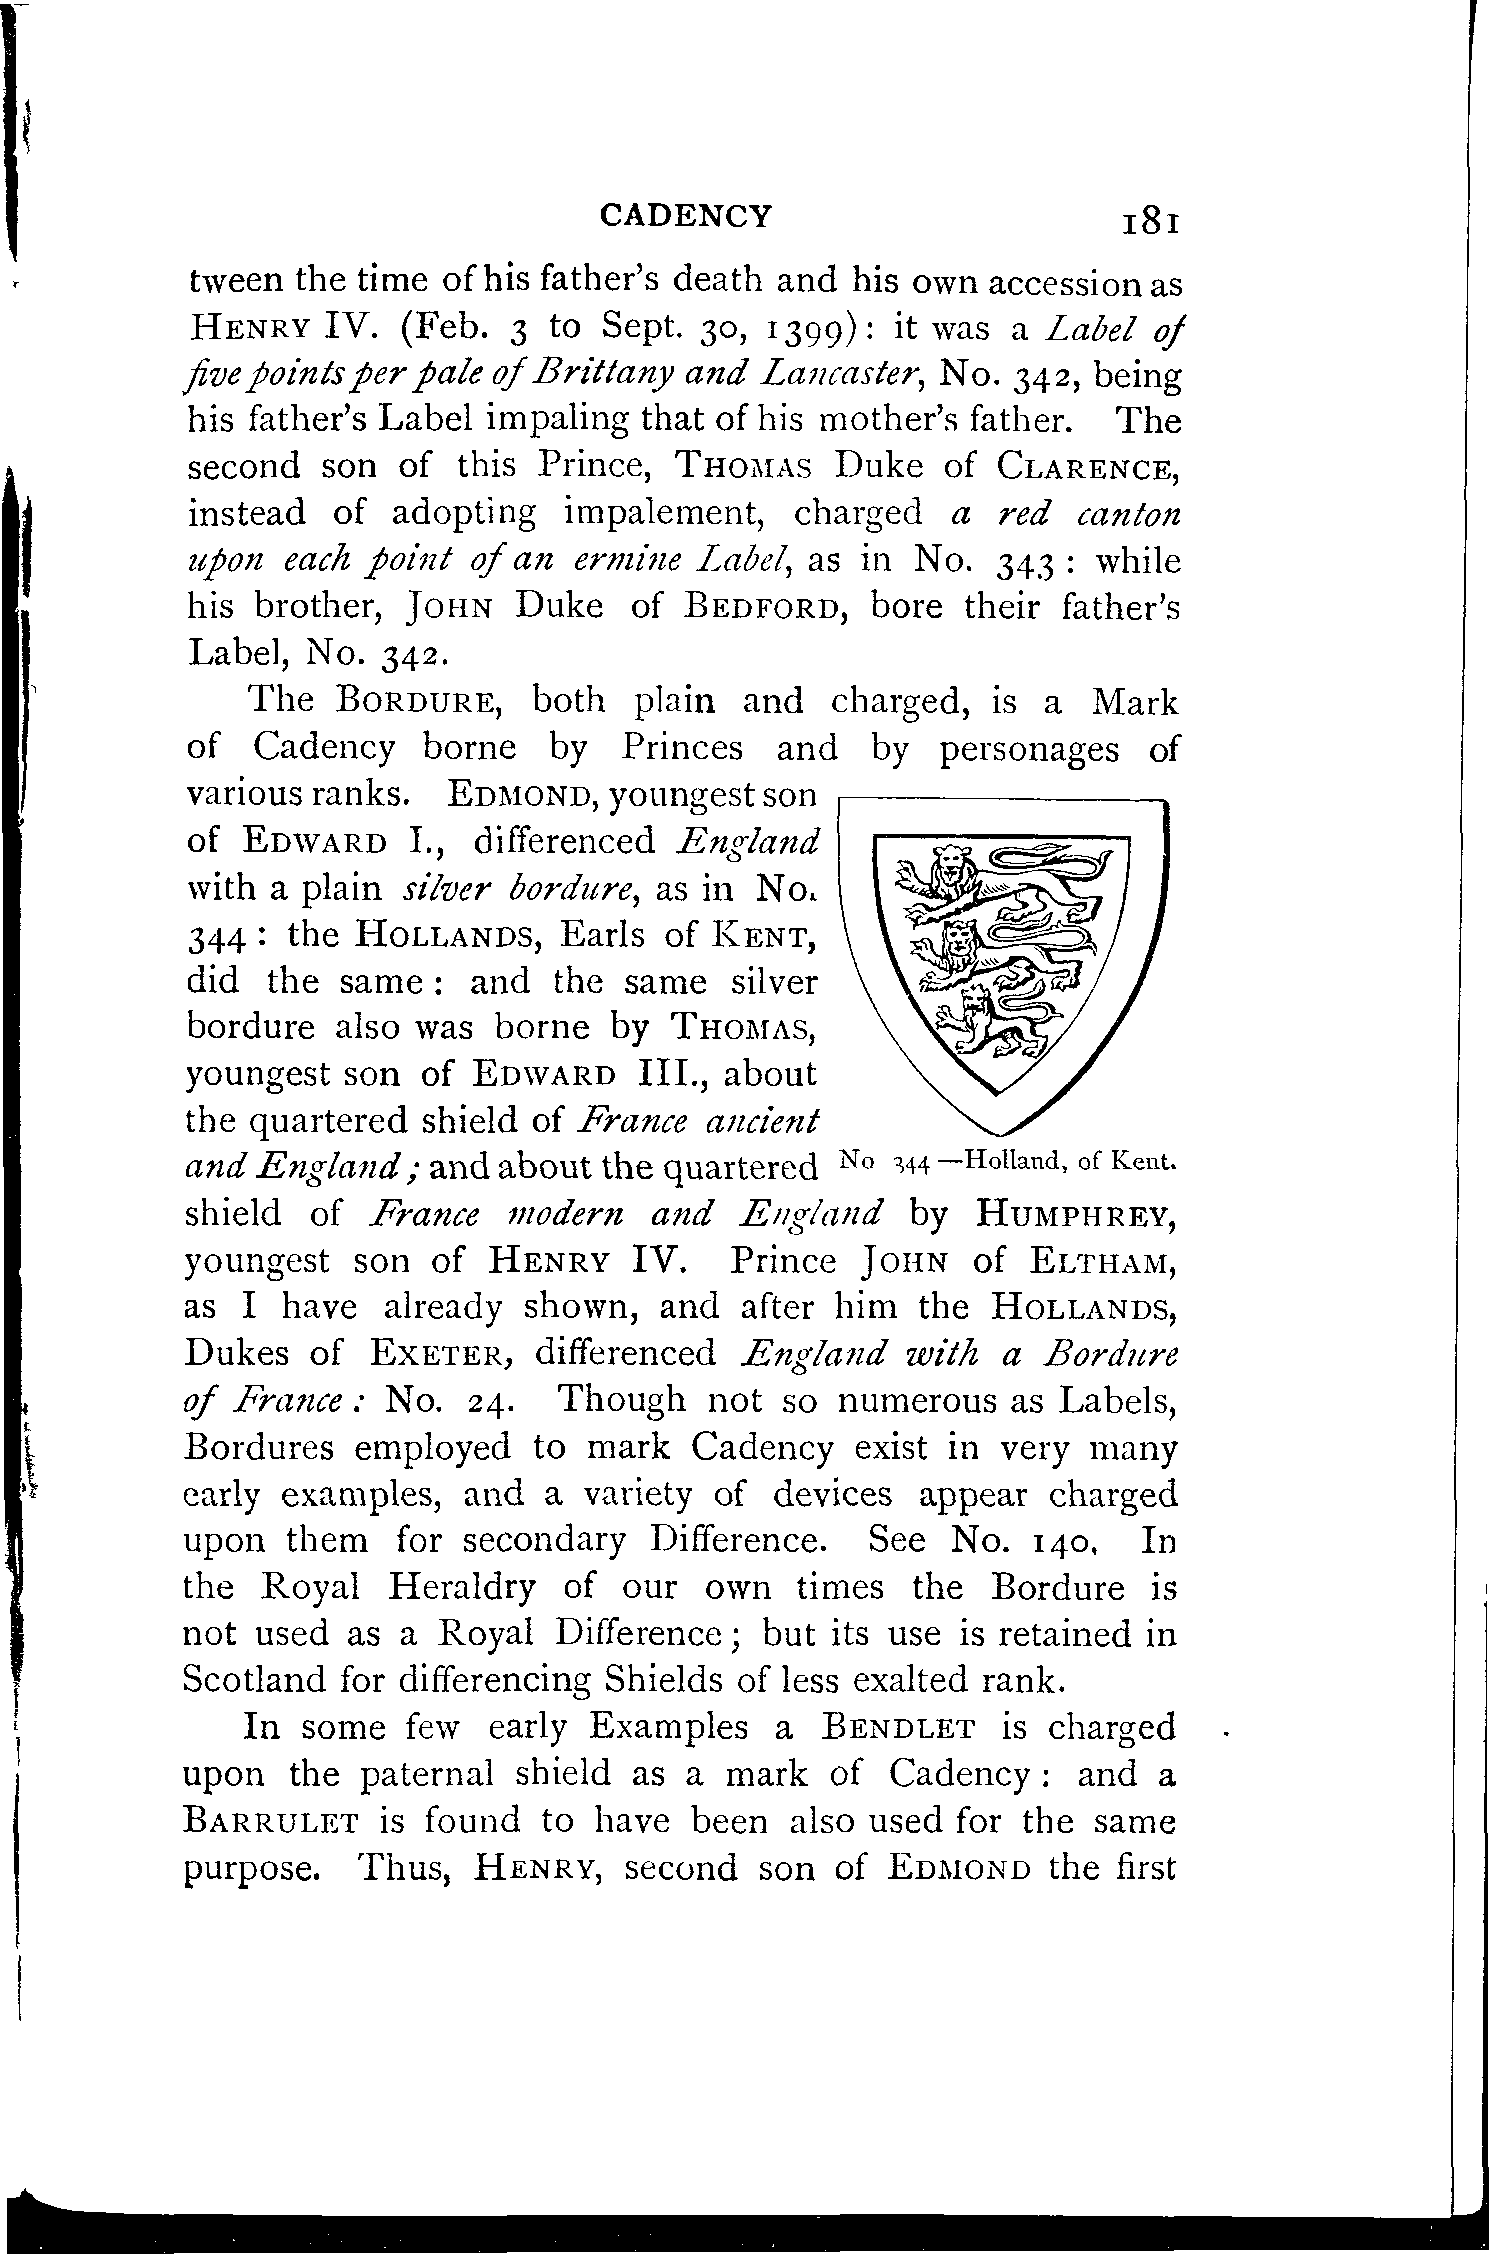 CADENCY 181
tween the time of his father's death and his own accession as
HENRY IV. (Feb. 3 to Sept. 30, 1399): it was a Label of
five points per pale of Brittany and Lancaster, No. 342, being
his father's Label impaling that of his mother's father. The
second son of this Prince, THOMAS Duke of CLARENCE,
instead of adopting impalement, charged a red canton
upon each point of an ermine Label, as in No. 343 : while
his brother, JOHN Duke of BEDFORD, bore their father's
Label, No. 342.
The BORDURE, both plain and charged, is a Mark
of Cadency borne by Princes and by personages of
various ranks. EDMOND, youngest son
of EDWARD I., differenced England
with a plain silver bordure, as in No.
344 : the HOLLANDS, Earls of KENT,
did the same : and the same silver
bordure also was borne by THOMAS,
youngest son of EDWARD III., about
the quartered shield of France ancient
and England ; and about the quartered
No 344—Holland, of Kent.
shield of France modern and England by HUMPHREY,
youngest son of HENRY IV. Prince JOHN of ELTHAM,
as I have already shown, and after him the HOLLANDS,
Dukes of EXETER, differenced England with a Bordure
of France : No. 24. Though not so numerous as Labels,
Bordures employed to mark Cadency exist in very many
early examples, and a variety of devices appear charged
upon them for secondary Difference. See No. 140. In
the Royal Heraldry of our own times the Bordure is
not used as a Royal Difference ; but its use is retained in
Scotland for differencing Shields of less exalted rank.
In some few early Examples a BENDLET is charged
upon the paternal shield as a mark of Cadency : and a
BARRULET is found to have been also used for the same
purpose. Thus, HENRY, second son of EDMOND the first